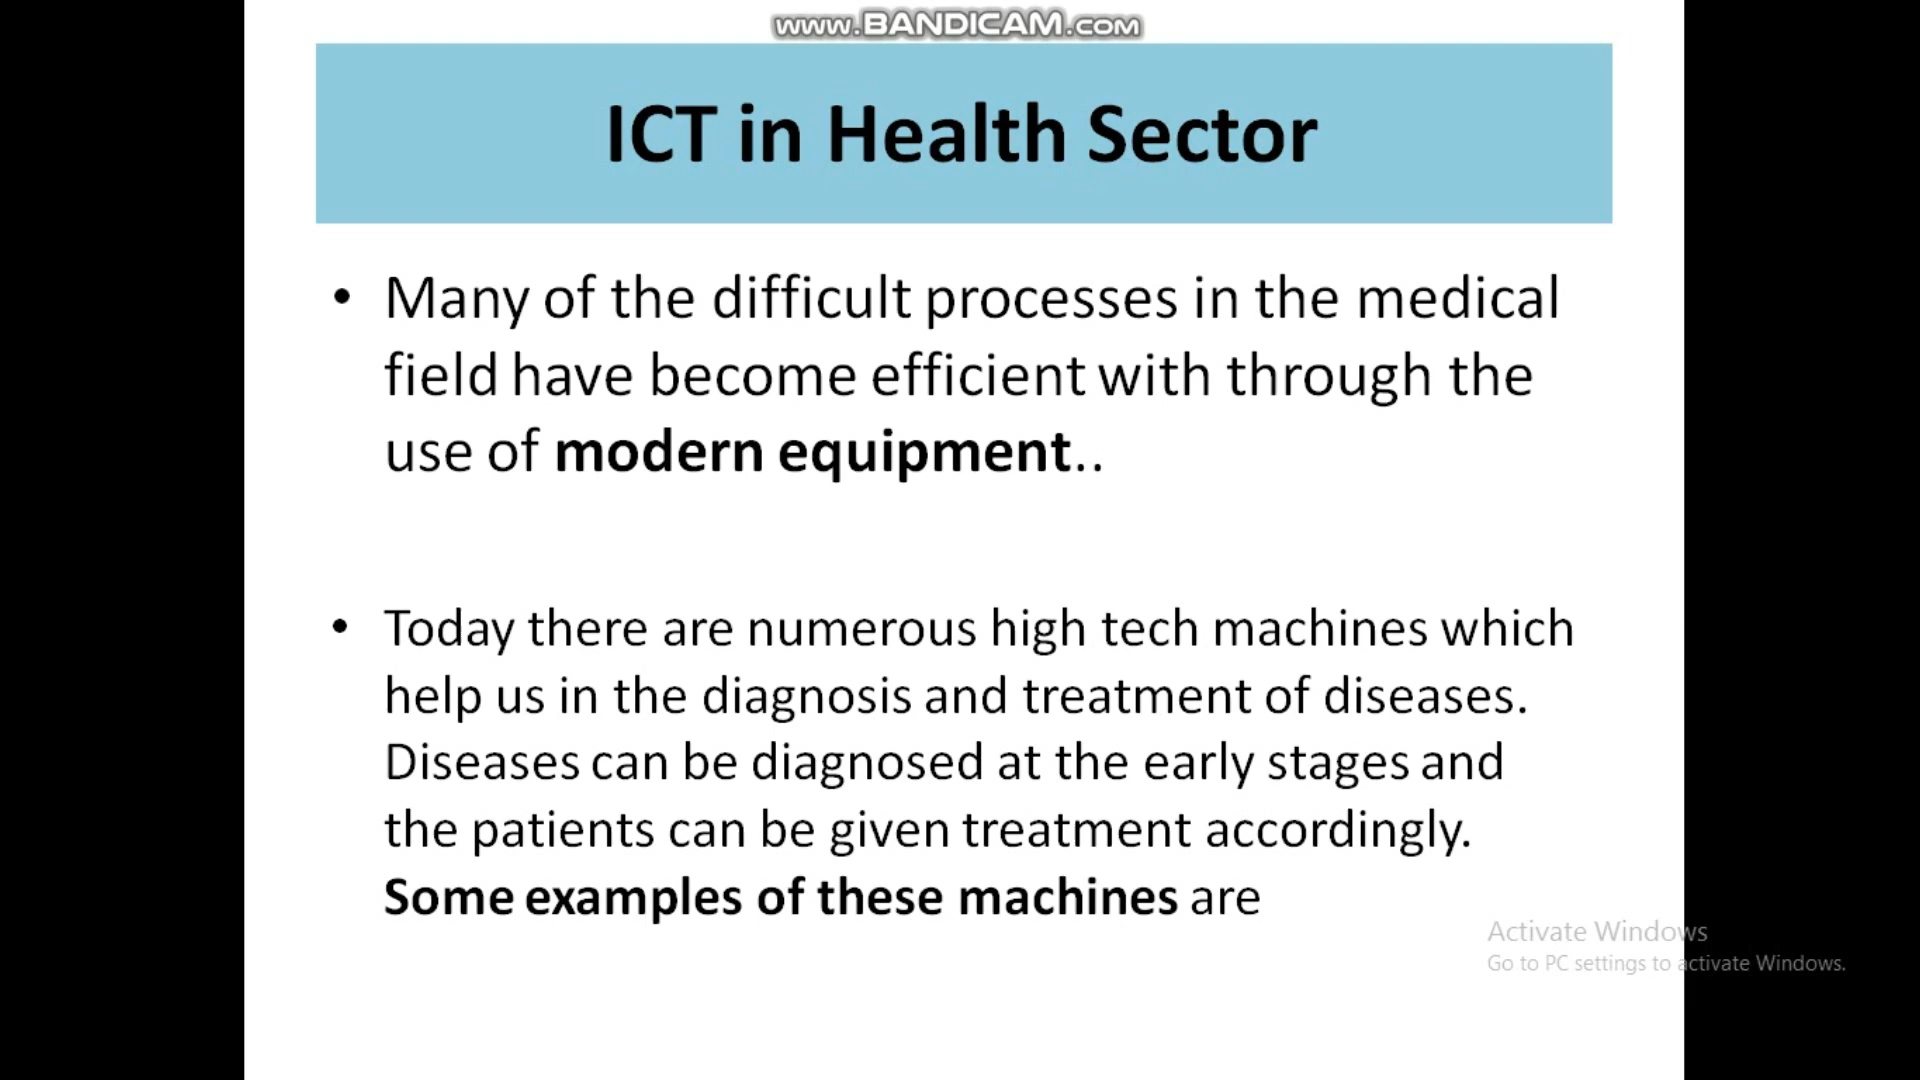 www.BANDICAM.com
ICT in Health Sector
• Many of the difficult processes in the medical
field have become efficient with through the
use of modern equipment..
• Today there are numerous high tech machines which
help us in the diagnosis and treatment of diseases.
Diseases can be diagnosed at the early stages and
the patients can be given treatment accordingly.
Some examples of these machines are
Activate Windows
Go to PC settings to activate Windows.